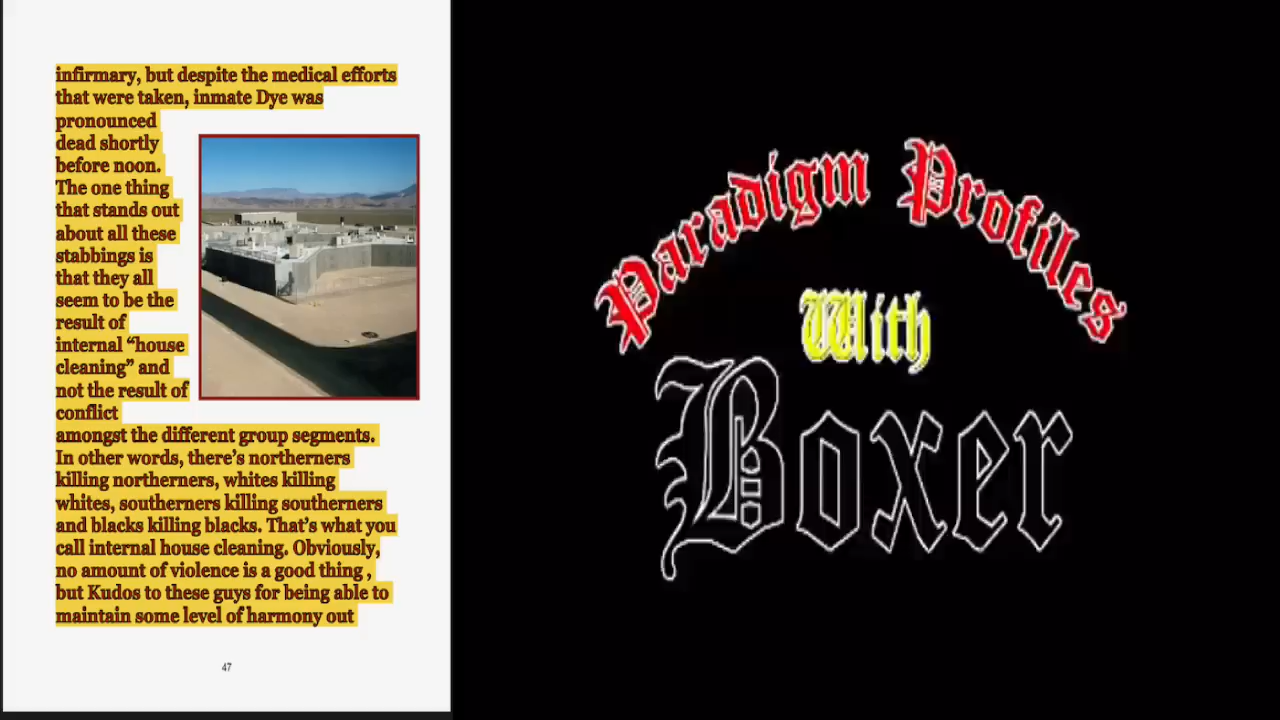 infirmary, but despite the medical efforts
that were taken, inmate Dye was
pronounced
dead shortly
before noon.
The one thing
that stands out
about all these
stabbings is
that they all
seem to be the
result of
internal “house
cleaning” and
not the result of
conflict
amongst the different group segments.
In other words, there’s northerners
killing northerners, whites killing
whites, southerners killing southerners
and blacks killing blacks. That’s what you
call internal house cleaning. Obviously,
no amount of violence is a good thing ,
but Kudos to these guys for being able to
maintain some level of harmony out
47
Paradigm Profiles
With
Boxer